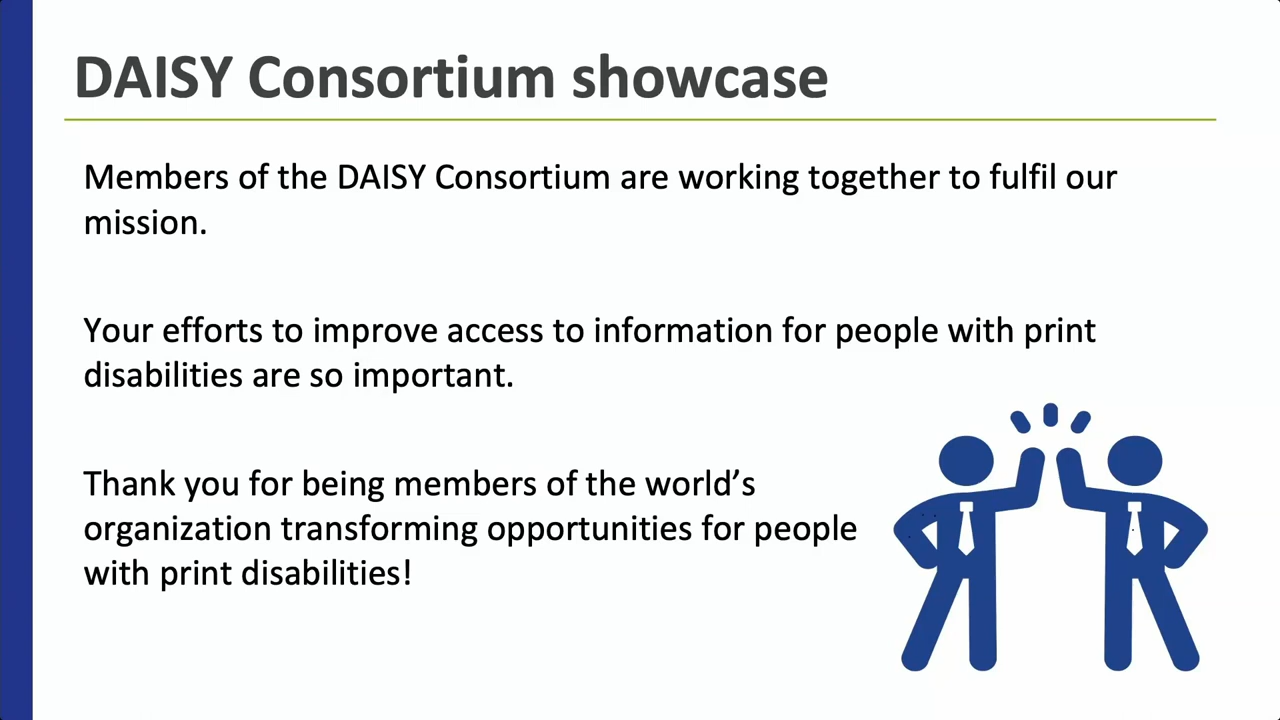 DAISY Consortium showcase
Members of the DAISY Consortium are working together to fulfil our
mission.
Your efforts to improve access to information for people with print
disabilities are so important.
Thank you for being members of the world’s
organization transforming opportunities for people
with print disabilities!